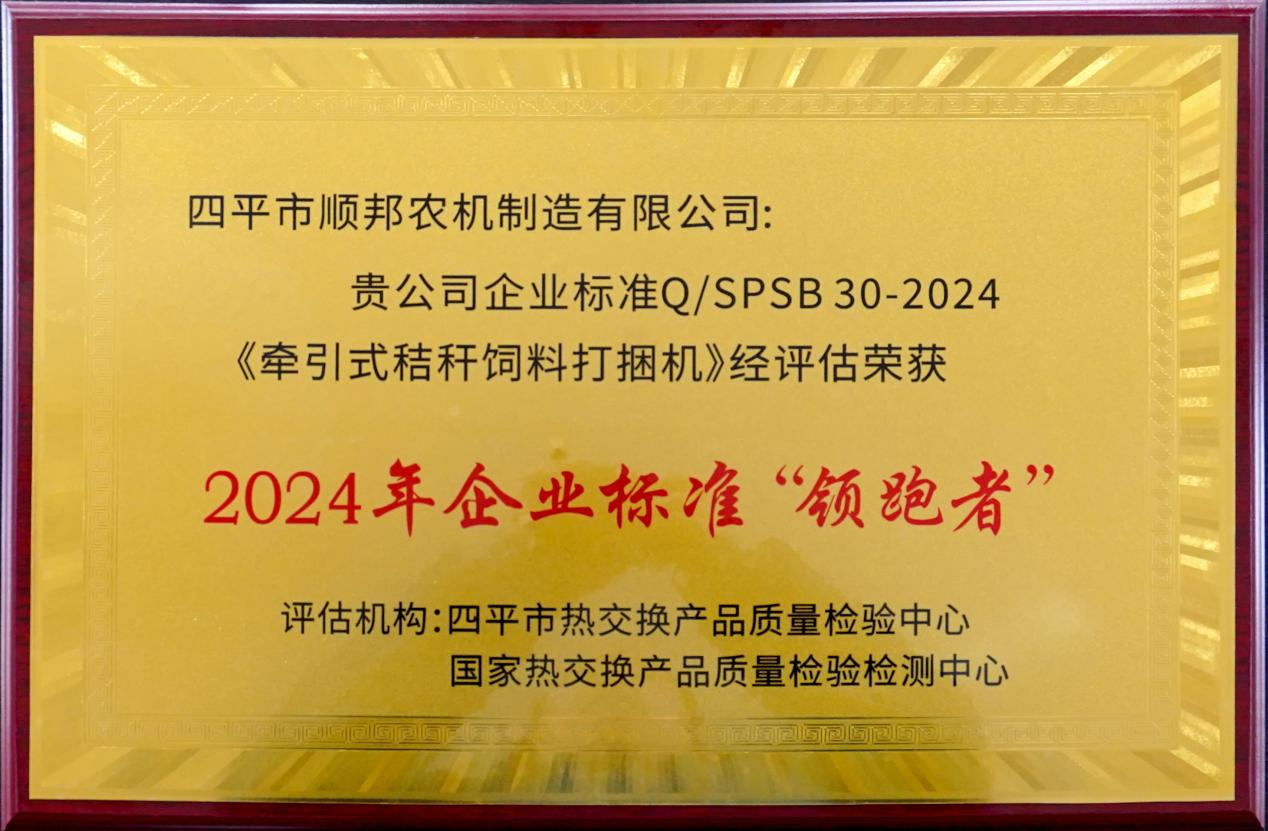 四平市顺邦农机制造有限公司:
贵公司企业标准Q/SPSB 30-2024
《牵引式秸秆饲料打捆机》经评估荣获
2024年企业标准“领跑者”
评估机构:四平市热交换产品质量检验中心
国家热交换产品质量检验检测中心